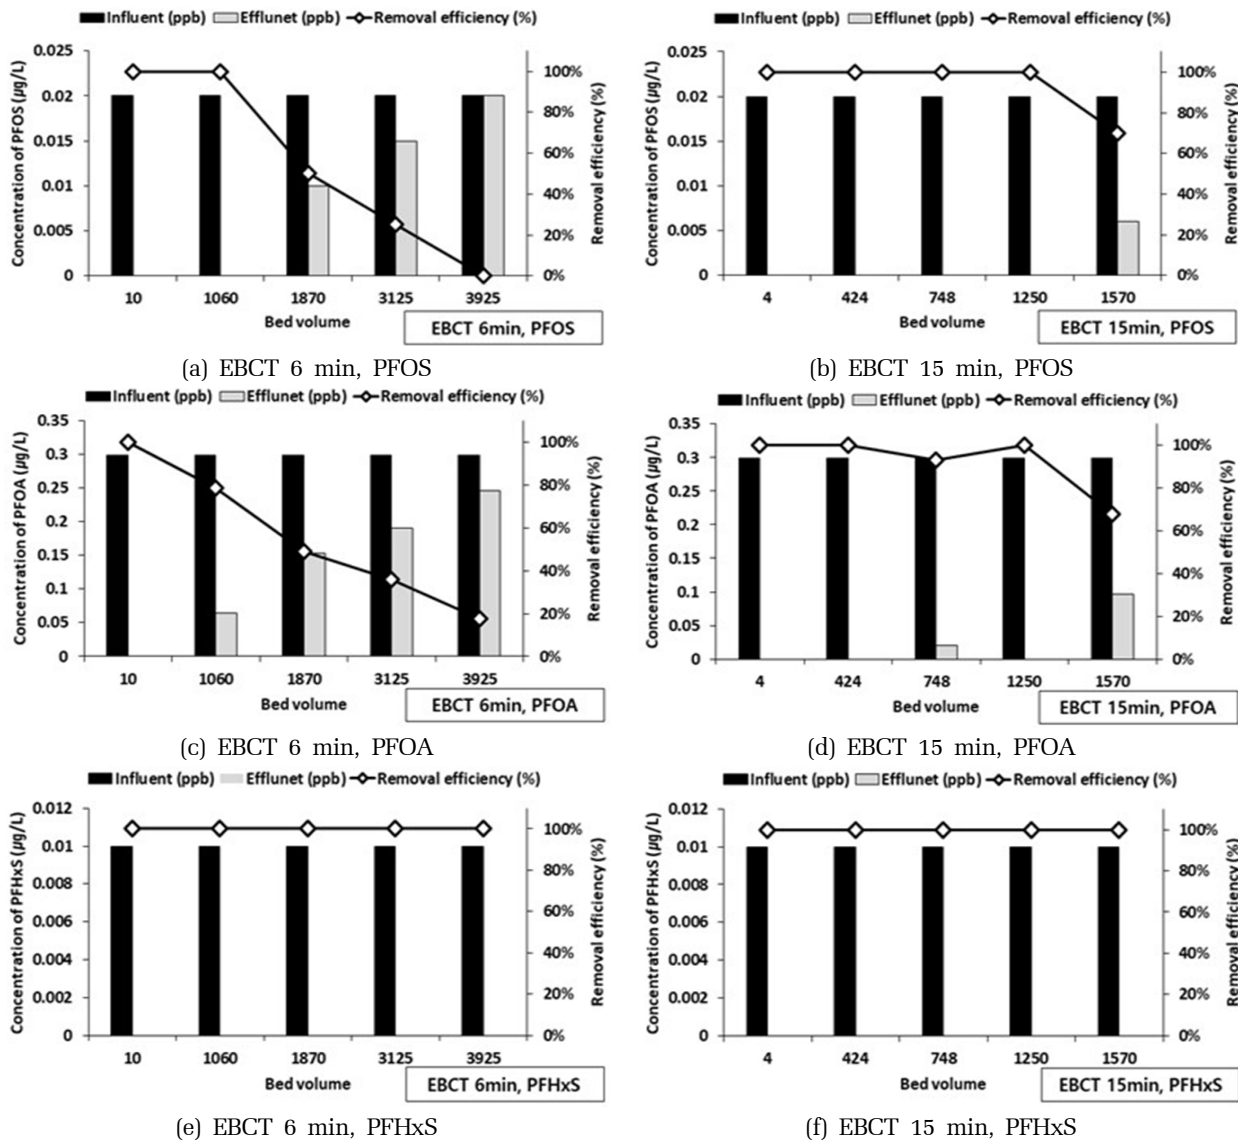 Influent (ppb) Efflunet (ppb) Removal efficiency (%)
Concentration of PFOS (µg/L)
0.025
0.02
0.015
0.01
0.005
0
100%
80%
60%
40%
20%
0%
Removal efficiency (%)
10 1060 1870 3125 3925
Bed volume
EBCT 6min, PFOS
(a) EBCT 6 min, PFOS
Influent (ppb) Efflunet (ppb) Removal efficiency (%)
Concentration of PFOS (µg/L)
0.025
0.02
0.015
0.01
0.005
0
100%
80%
60%
40%
20%
0%
Removal efficiency (%)
4 424 748 1250 1570
Bed volume
EBCT 15min, PFOS
(b) EBCT 15 min, PFOS
Influent (ppb) Efflunet (ppb) Removal efficiency (%)
Concentration of PFOA (µg/L)
0.35
0.3
0.25
0.2
0.15
0.1
0.05
0
100%
80%
60%
40%
20%
0%
Removal efficiency (%)
10 1060 1870 3125 3925
Bed volume
EBCT 6min, PFOA
(c) EBCT 6 min, PFOA
Influent (ppb) Efflunet (ppb) Removal efficiency (%)
Concentration of PFOA (µg/L)
0.35
0.3
0.25
0.2
0.15
0.1
0.05
0
100%
80%
60%
40%
20%
0%
Removal efficiency (%)
4 424 748 1250 1570
Bed volume
EBCT 15min, PFOA
(d) EBCT 15 min, PFOA
Influent (ppb) Efflunet (ppb) Removal efficiency (%)
Concentration of PFHxS (µg/L)
0.012
0.01
0.008
0.006
0.004
0.002
0
100%
80%
60%
40%
20%
0%
Removal efficiency (%)
10 1060 1870 3125 3925
Bed volume
EBCT 6min, PFHxS
(e) EBCT 6 min, PFHxS
Influent (ppb) Efflunet (ppb) Removal efficiency (%)
Concentration of PFHxS (µg/L)
0.012
0.01
0.008
0.006
0.004
0.002
0
100%
80%
60%
40%
20%
0%
Removal efficiency (%)
4 424 748 1250 1570
Bed volume
EBCT 15min, PFHxS
(f) EBCT 15 min, PFHxS